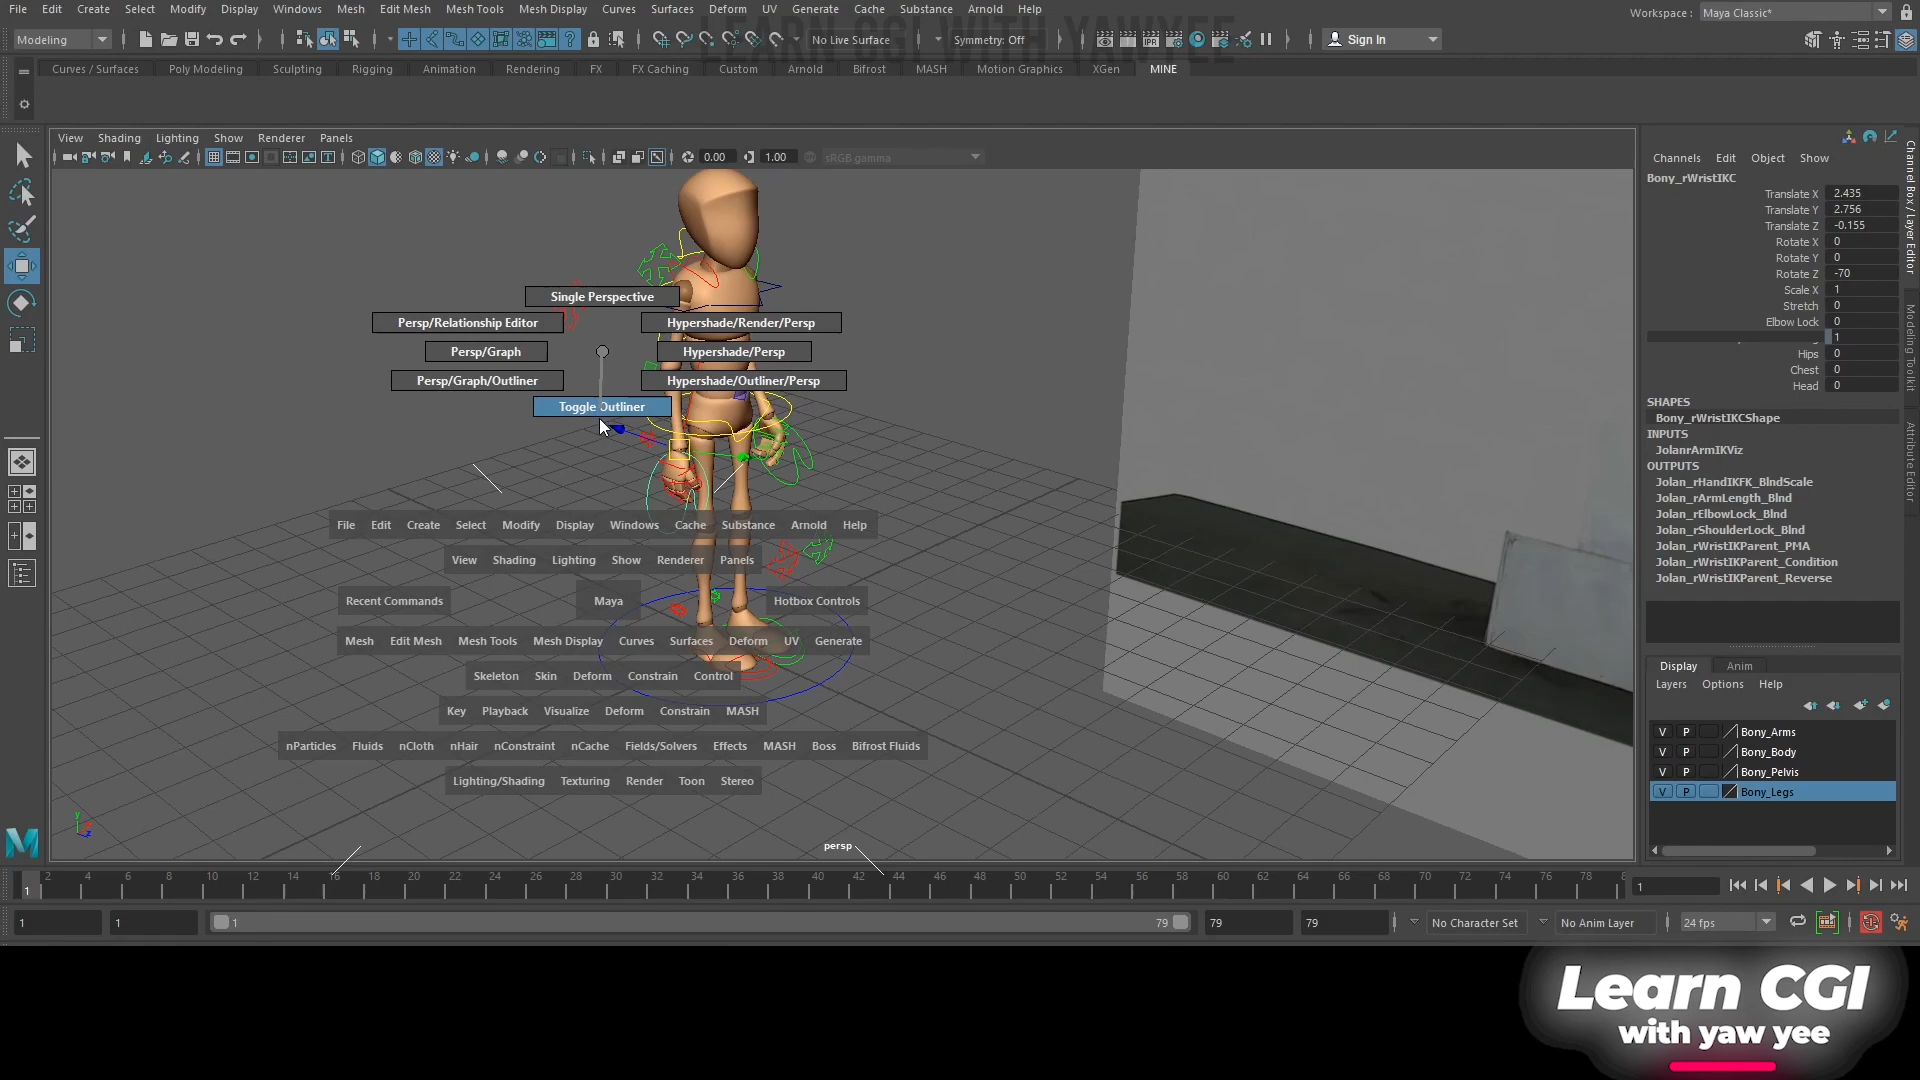 File Edit Create Select Modify Display Windows Mesh Edit Mesh Mesh Tools Mesh Display Curves Surfaces Deform UV Generate Cache Substance Arnold Help
Workspace : Maya Classic*
LEARN CGI WITH YAWYEE
Modeling No Live Surface Symmetry: Off Sign In
Curves / Surfaces Poly Modeling Sculpting Rigging Animation Rendering FX FX Caching Custom Arnold Bifrost MASH Motion Graphics XGen MINE
View Shading Lighting Show Renderer Panels
0.00 1.00 sRGB gamma
Channels Edit Object Show
Bony_rWristIKC
Translate X 2.435
Translate Y 2.756
Translate Z -0.155
Rotate X 0
Rotate Y 0
Rotate Z -70
Scale X 1
Stretch 0
Elbow Lock 0
1
Hips 0
Chest 0
Head 0
SHAPES
Bony_rWristIKCShape
INPUTS
JolanrArmIKViz
OUTPUTS
Jolan_rHandIKFK_BlndScale
Jolan_rArmLength_Blnd
Jolan_rElbowLock_Blnd
Jolan_rShoulderLock_Blnd
Jolan_rWristIKParent_PMA
Jolan_rWristIKParent_Condition
Jolan_rWristIKParent_Reverse
Channel Box / Layer Editor
Modeling Toolkit
Attribute Editor
Single Perspective
Persp/Relationship Editor Hypershade/Render/Persp
Persp/Graph Hypershade/Persp
Persp/Graph/Outliner Hypershade/Outliner/Persp
Toggle Outliner
File Edit Create Select Modify Display Windows Cache Substance Arnold Help
View Shading Lighting Show Renderer Panels
Recent Commands Maya Hotbox Controls
Mesh Edit Mesh Mesh Tools Mesh Display Curves Surfaces Deform UV Generate
Skeleton Skin Deform Constrain Control
Key Playback Visualize Deform Constrain MASH
nParticles Fluids nCloth nHair nConstraint nCache Fields/Solvers Effects MASH Boss Bifrost Fluids
Lighting/Shading Texturing Render Toon Stereo
y
z
persp
Display Anim
Layers Options Help
V P Bony_Arms
V P Bony_Body
V P Bony_Pelvis
V P Bony_Legs
M
1 2 4 6 8 10 12 14 16 18 20 22 24 26 28 30 32 34 36 38 40 42 44 46 48 50 52 54 56 58 60 62 64 66 68 70 72 74 76 78 8 1
1 1 1 79 79 79 No Character Set No Anim Layer 24 fps
Learn CGI
with yaw yee